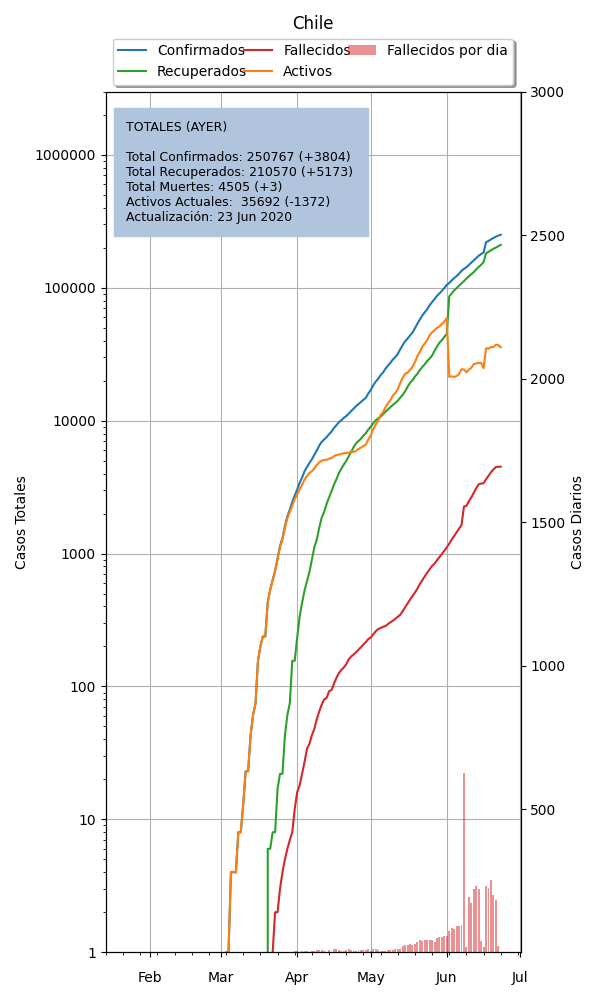 Chile
Confirmados
Recuperados
Fallecidos
Activos
Fallecidos por dia
TOTALES (AYER)
Total Confirmados: 250767 (+3804)
Total Recuperados: 210570 (+5173)
Total Muertes: 4505 (+3)
Activos Actuales:  35692 (-1372)
Actualización: 23 Jun 2020
Casos Totales
1000000
100000
10000
1000
100
10
1
3000
2500
2000
1500
1000
500
Casos Diarios
Feb Mar Apr May Jun Jul